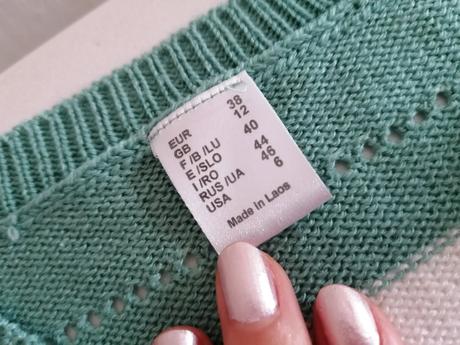 EUR 38
GB 12
F /B /LU 40
E /SLO
I /RO 44
RUS /UA 46
USA 6
Made in Laos